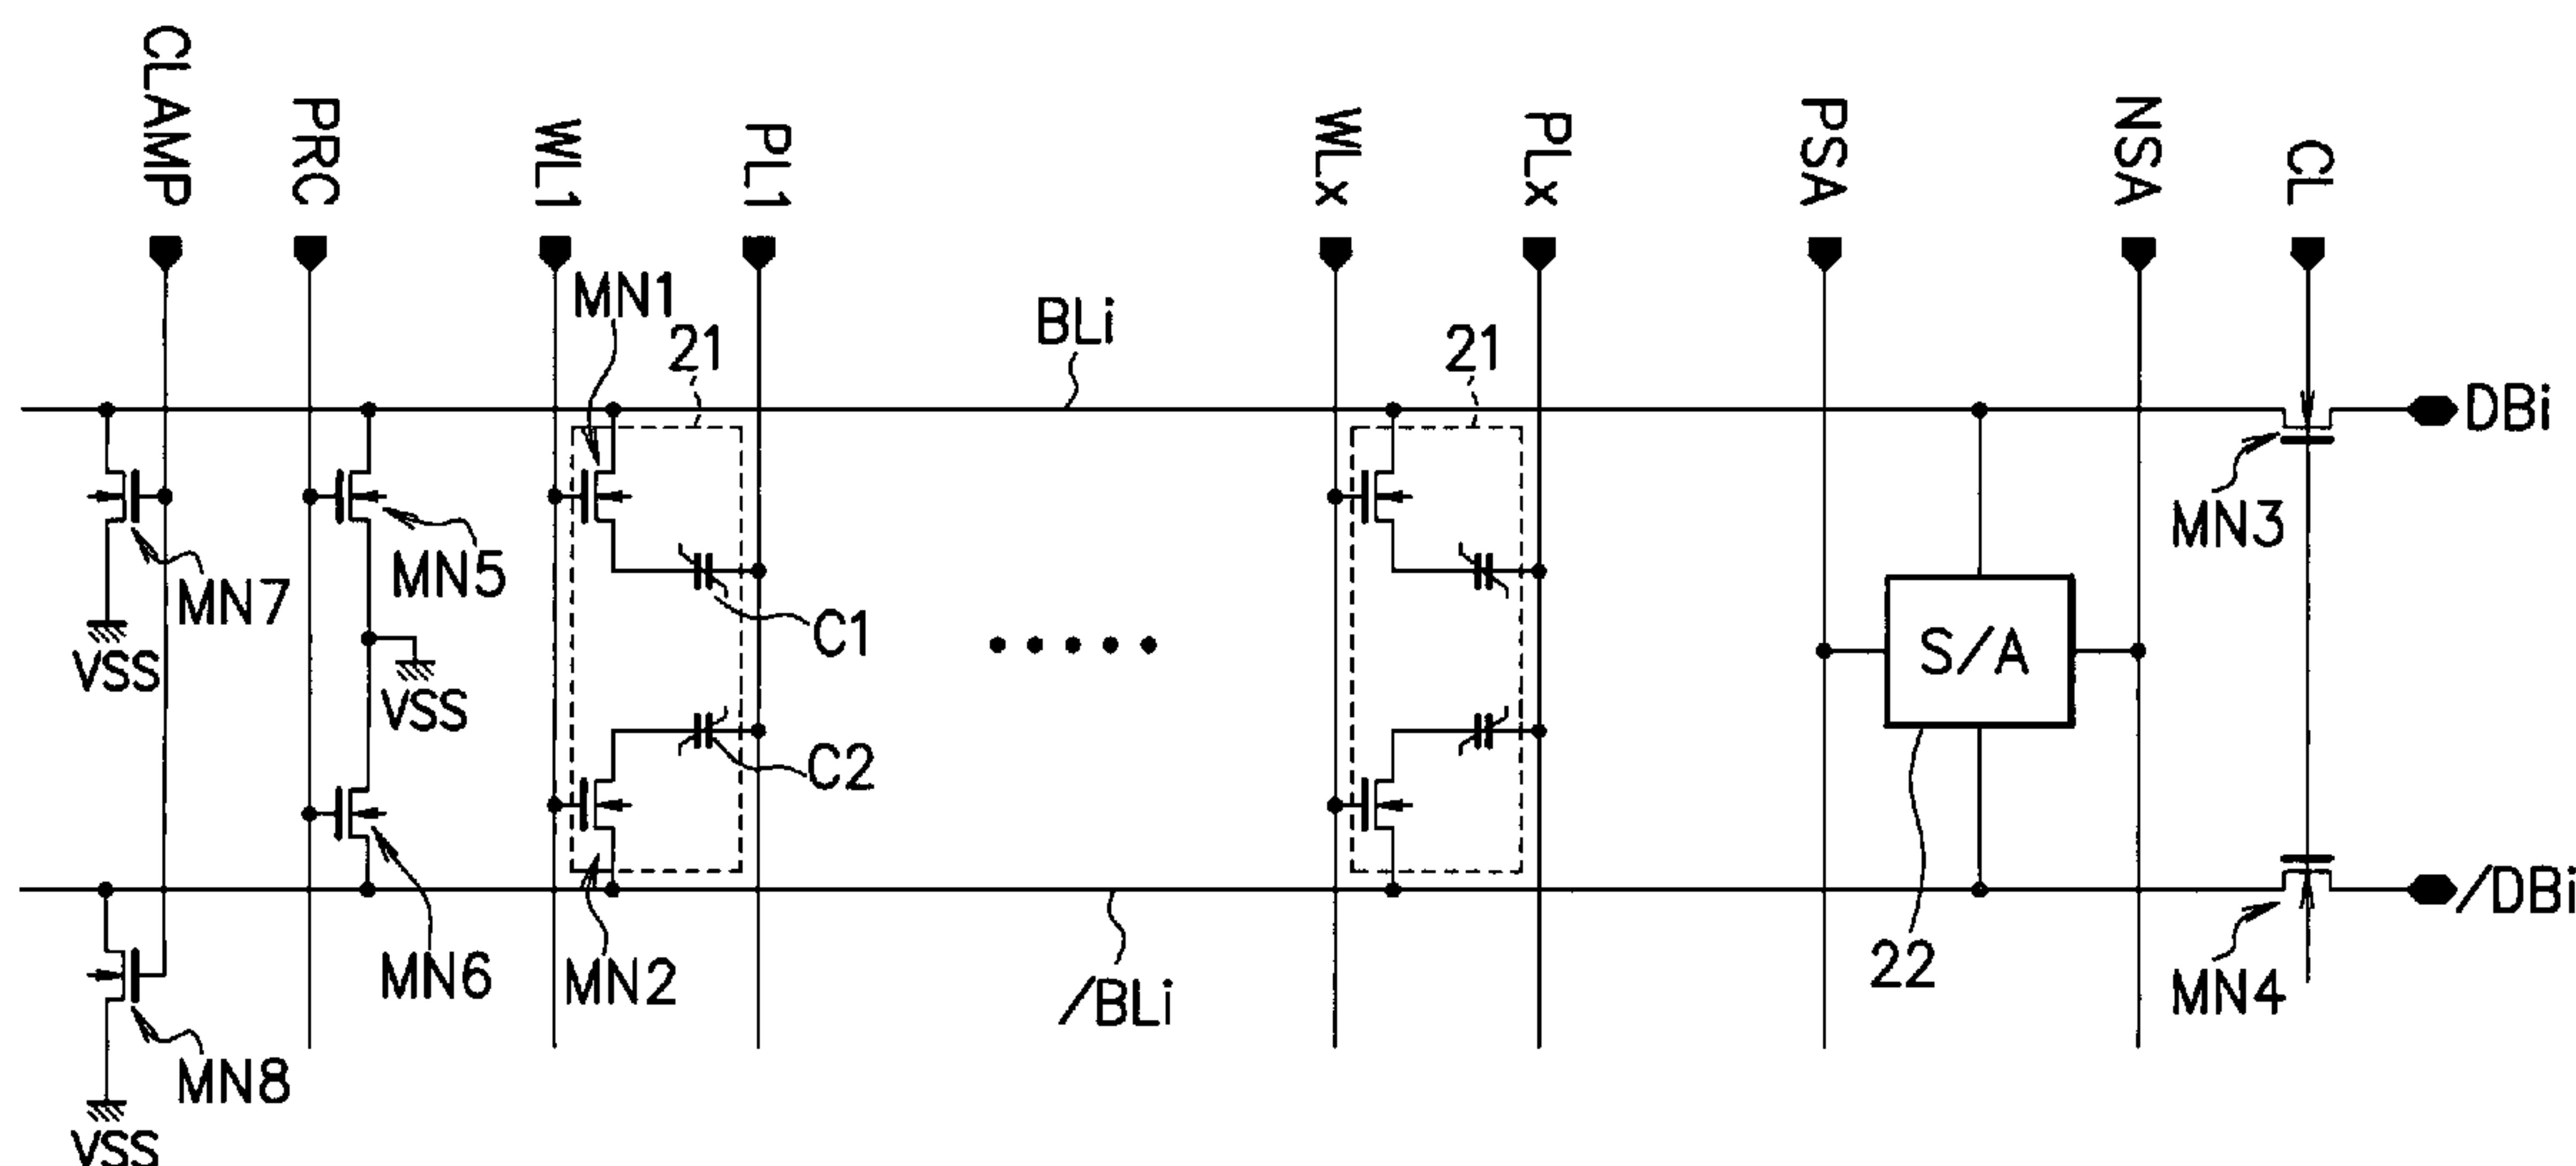 CLAMP
PRC
WL1
PL1
WLx
PLx
PSA
NSA
CL
MN1
21
BLi
21
DBi
MN3
MN7
MN5
C1
VSS
VSS
S/A
C2
MN6
MN2
/BLi
22
MN4
/DBi
MN8
VSS